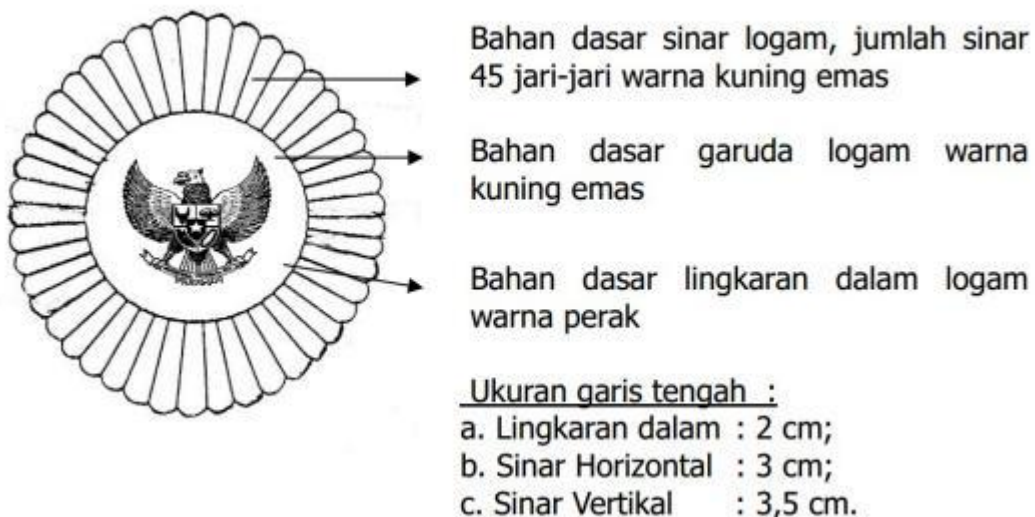 Bahan dasar sinar logam, jumlah sinar
45 jari-jari warna kuning emas
Bahan dasar garuda logam warna
kuning emas
Bahan dasar lingkaran dalam logam
warna perak
Ukuran garis tengah :
a. Lingkaran dalam : 2 cm;
b. Sinar Horizontal : 3 cm;
c. Sinar Vertikal : 3,5 cm.